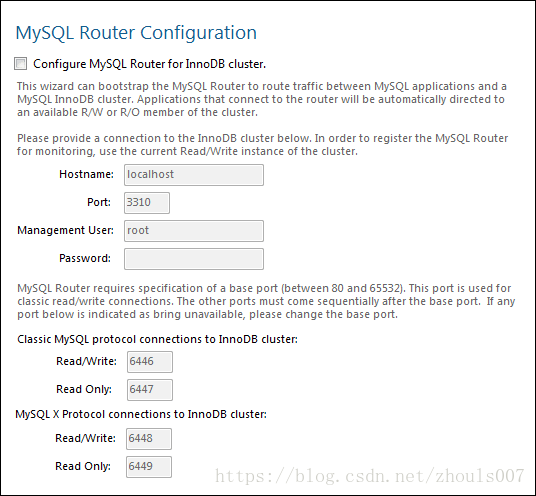 MySQL Router Configuration
Configure MySQL Router for InnoDB cluster.
This wizard can bootstrap the MySQL Router to route traffic between MySQL applications and a
MySQL InnoDB cluster. Applications that connect to the router will be automatically directed to
an available R/W or R/O member of the cluster.
Please provide a connection to the InnoDB cluster below. In order to register the MySQL Router
for monitoring, use the current Read/Write instance of the cluster.
Hostname: localhost
Port: 3310
Management User: root
Password:
MySQL Router requires specification of a base port (between 80 and 65532). This port is used for
classic read/write connections. The other ports must come sequentially after the base port. If any
port below is indicated as bring unavailable, please change the base port.
Classic MySQL protocol connections to InnoDB cluster:
Read/Write: 6446
Read Only: 6447
MySQL X Protocol connections to InnoDB cluster:
Read/Write: 6448
Read Only: 6449
https://blog.csdn.net/zhouls007